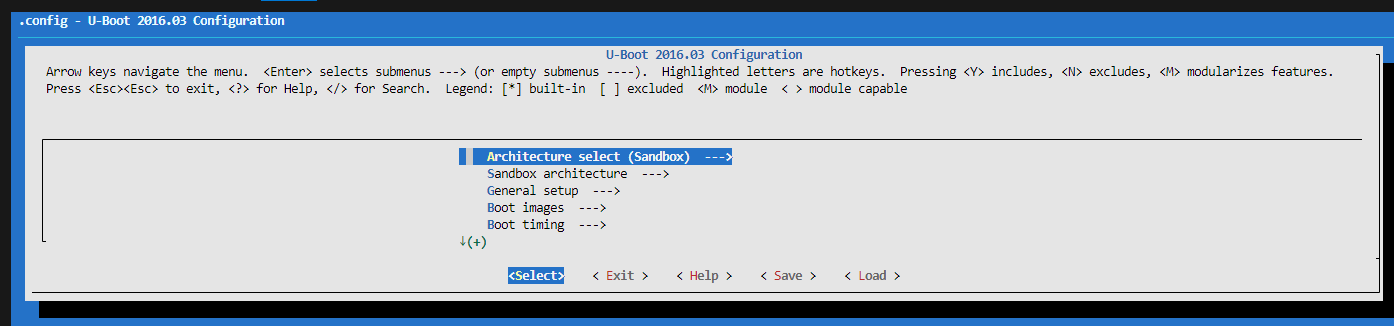 .config - U-Boot 2016.03 Configuration
U-Boot 2016.03 Configuration
Arrow keys navigate the menu.  <Enter> selects submenus ---> (or empty submenus ----).  Highlighted letters are hotkeys.  Pressing <Y> includes, <N> excludes, <M> modularizes features.
Press <Esc><Esc> to exit, <?> for Help, </> for Search.  Legend: [*] built-in  [ ] excluded  <M> module  < > module capable
Architecture select (Sandbox)  --->
Sandbox architecture  --->
General setup  --->
Boot images  --->
Boot timing  --->
↓(+)
<Select>    < Exit >    < Help >    < Save >    < Load >